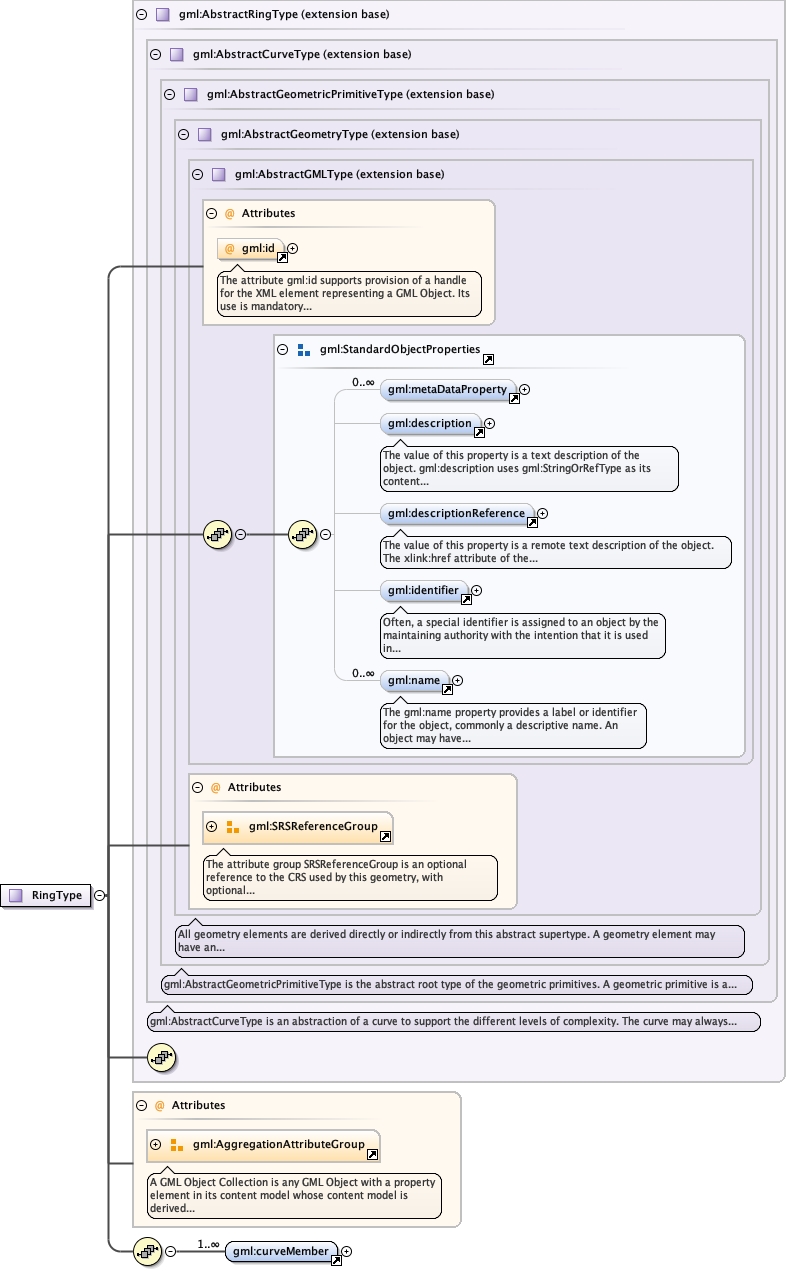 gml:AbstractRingType (extension base)
gml:AbstractCurveType (extension base)
gml:AbstractGeometricPrimitiveType (extension base)
gml:AbstractGeometryType (extension base)
gml:AbstractGMLType (extension base)
@ Attributes
@ gml:id
The attribute gml:id supports provision of a handle
for the XML element representing a GML Object. Its
use is mandatory...
gml:StandardObjectProperties
0..∞
gml:metaDataProperty
gml:description
The value of this property is a text description of the
object. gml:description uses gml:StringOrRefType as its
content...
gml:descriptionReference
The value of this property is a remote text description of the object.
The xlink:href attribute of the...
gml:identifier
Often, a special identifier is assigned to an object by the
maintaining authority with the intention that it is used
in...
0..∞
gml:name
The gml:name property provides a label or identifier
for the object, commonly a descriptive name. An
object may have...
@ Attributes
gml:SRSReferenceGroup
The attribute group SRSReferenceGroup is an optional
reference to the CRS used by this geometry, with
optional...
RingType
All geometry elements are derived directly or indirectly from this abstract supertype. A geometry element may
have an...
gml:AbstractGeometricPrimitiveType is the abstract root type of the geometric primitives. A geometric primitive is a...
gml:AbstractCurveType is an abstraction of a curve to support the different levels of complexity. The curve may always...
@ Attributes
gml:AggregationAttributeGroup
A GML Object Collection is any GML Object with a property
element in its content model whose content model is
derived...
1..∞
gml:curveMember